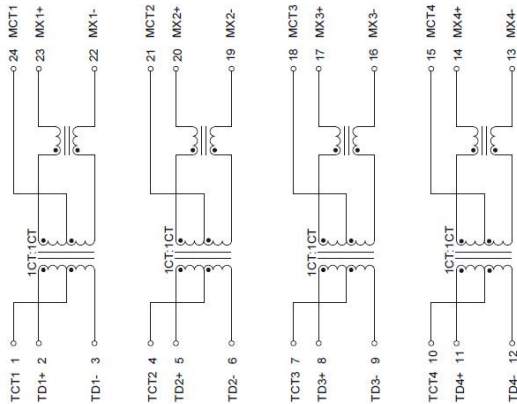 MCT1 24
MX1+ 23
MX1- 22
MCT2 21
MX2+ 20
MX2- 19
MCT3 18
MX3+ 17
MX3- 16
MCT4 15
MX4+ 14
MX4- 13
1CT:1CT
1CT:1CT
1CT:1CT
1CT:1CT
TCT1 1
TD1+ 2
TD1- 3
TCT2 4
TD2+ 5
TD2- 6
TCT3 7
TD3+ 8
TD3- 9
TCT4 10
TD4+ 11
TD4- 12